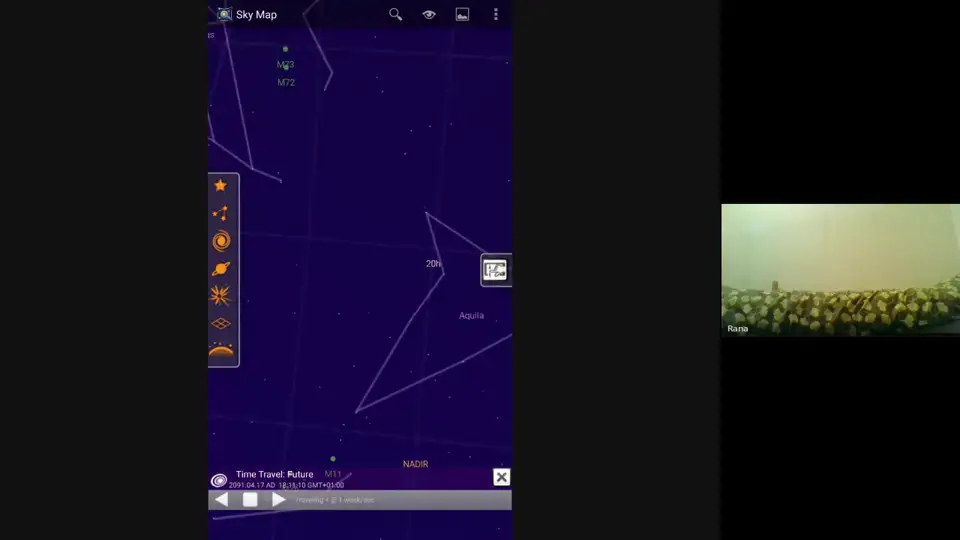 Sky Map
M73
M72
20h
Aquila
NADIR
Time Travel: Future
M11
2091.04.17 AD 18:11:10 GMT+01:00
Rana